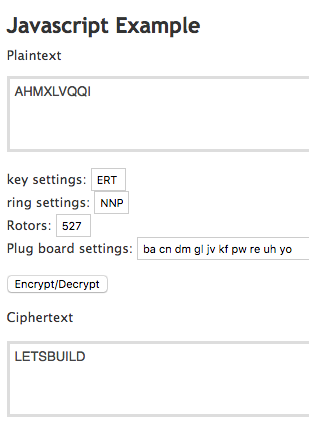 Javascript Example
Plaintext
AHMXLVQQI
key settings: ERT
ring settings: NNP
Rotors: 527
Plug board settings: ba cn dm gl jv kf pw re uh yo
Encrypt/Decrypt
Ciphertext
LETSBUILD